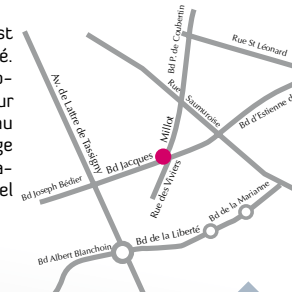 st
é.
o-
ur
au
ge
a-
el
Bd P. de Coubertin
Rue St Léonard
Rue Saumuroise
Bd d'Estienne d
Av. de Lattre de Tassigny
Bd Jacques Millot
Bd Joseph Bédier
Rue des Viviers
Bd de la Marianne
Bd de la Liberté
Bd Albert Blanchoin